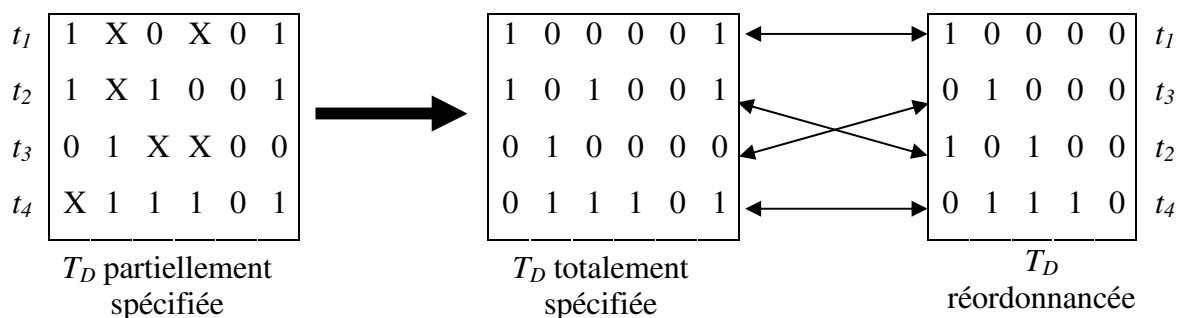 t1 1 X 0 X 0 1 1 0 0 0 0 1 1 0 0 0 0 t1
t2 1 X 1 0 0 1 1 0 1 0 0 1 0 1 0 0 0 t3
t3 0 1 X X 0 0 0 1 0 0 0 0 1 0 1 0 0 t2
t4 X 1 1 1 0 1 0 1 1 1 0 1 0 1 1 1 0 t4
TD partiellement TD totalement TD
spécifiée spécifiée réordonnancée